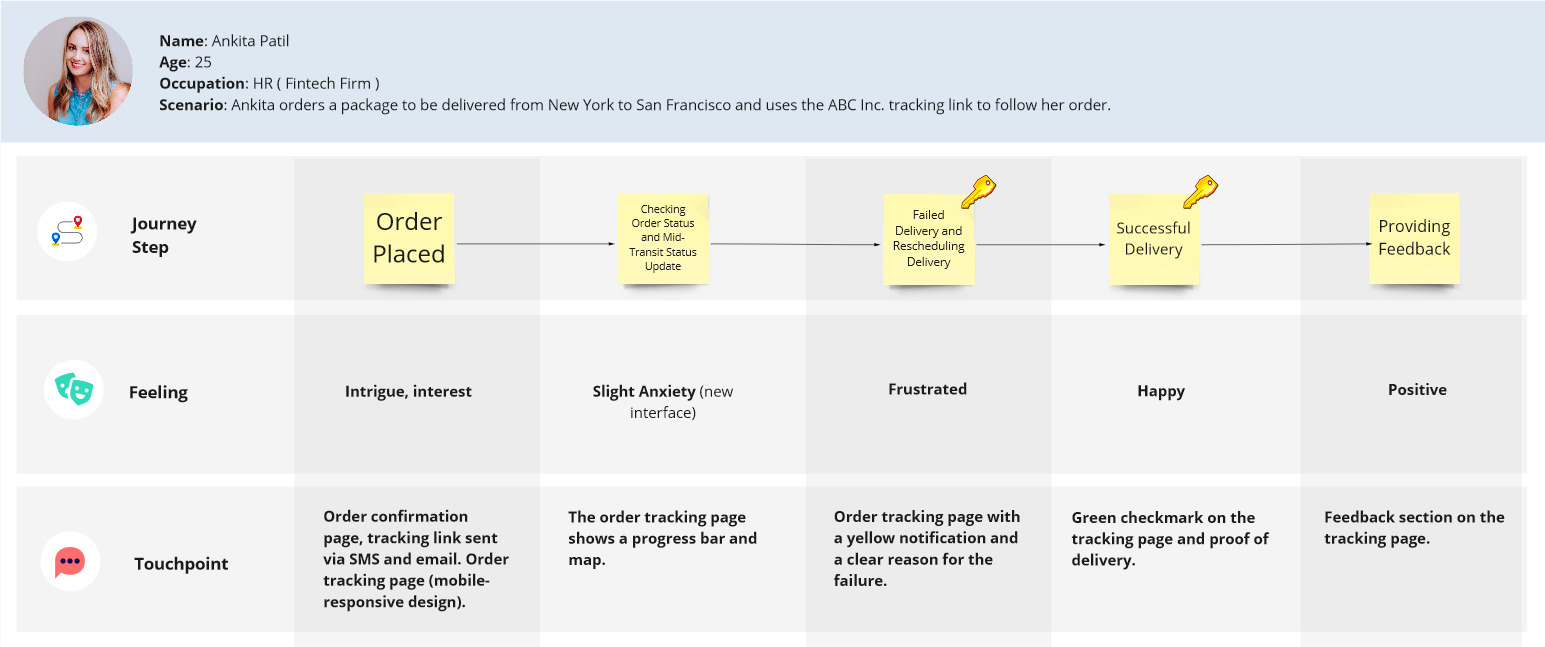 Name: Ankita Patil
Age: 25
Occupation: HR ( Fintech Firm )
Scenario: Ankita orders a package to be delivered from New York to San Francisco and uses the ABC Inc. tracking link to follow her order.
Journey
Step
Order
Placed
Checking
Order Status
and Mid-
Transit Status
Update
Failed
Delivery and
Rescheduling
Delivery
Successful
Delivery
Providing
Feedback
Feeling
Intrigue, interest
Slight Anxiety (new
interface)
Frustrated
Happy
Positive
Touchpoint
Order confirmation
page, tracking link sent
via SMS and email. Order
tracking page (mobile-
responsive design).
The order tracking page
shows a progress bar and
map.
Order tracking page with
a yellow notification and
a clear reason for the
failure.
Green checkmark on the
tracking page and proof of
delivery.
Feedback section on the
tracking page.